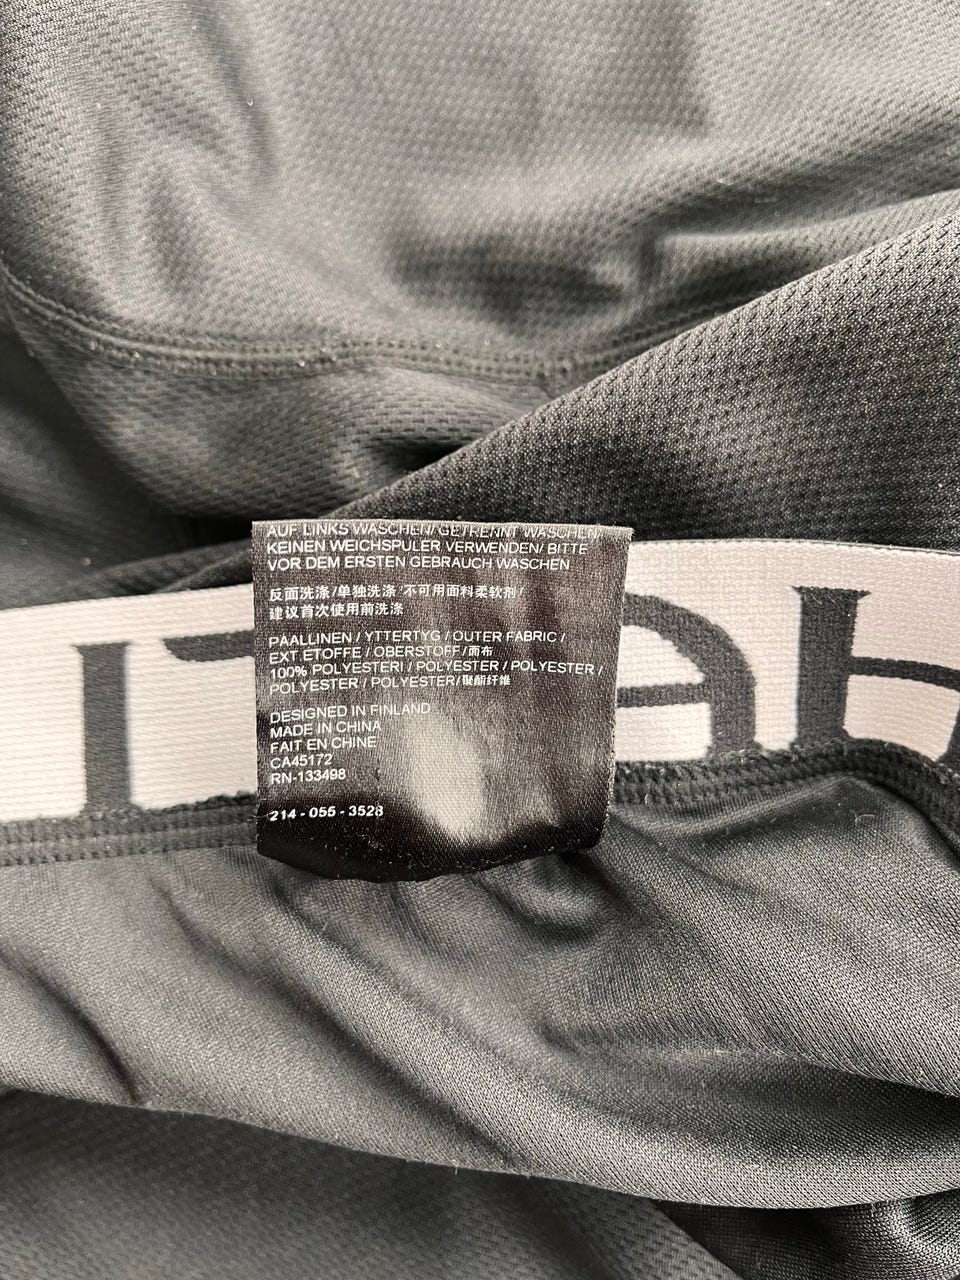 AUF LINKS WASCHEN/GETRENNT WASCHEN/
KEINEN WEICHSPULER VERWENDEN/ BITTE
VOR DEM ERSTEN GEBRAUCH WASCHEN
反面洗涤/单独洗涤 不可用面料柔软剂/
建议首次使用前洗涤
PAALLINEN / YTTERTYG / OUTER FABRIC /
EXT.ETOFFE / OBERSTOFF/面布
100% POLYESTERI / POLYESTER / POLYESTER /
POLYESTER / POLYESTER/聚酯纤维
DESIGNED IN FINLAND
MADE IN CHINA
FAIT EN CHINE
CA45172
RN-133498
214 - 055 - 3528